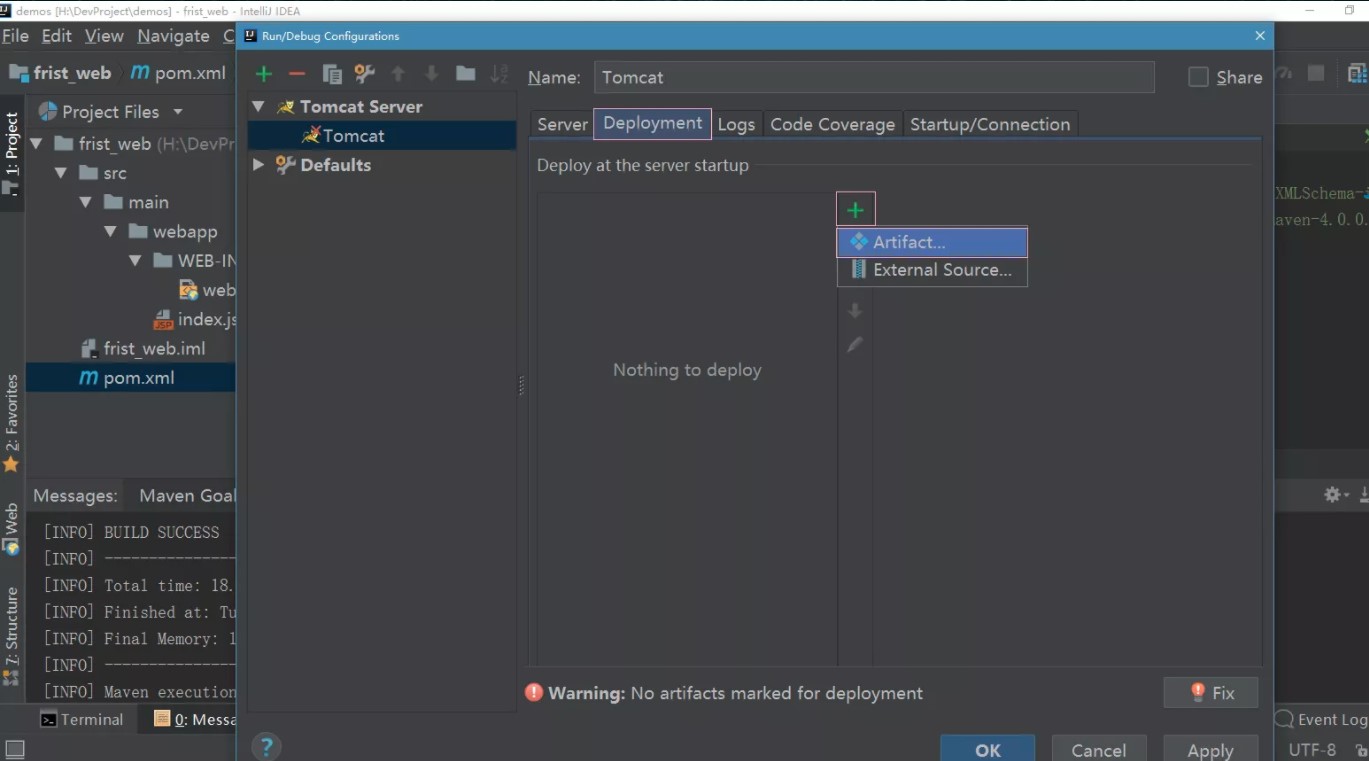 demos [H:\DevProject\demos] - frist_web - IntelliJ IDEA
File Edit View Navigate C
Run/Debug Configurations
frist_web pom.xml
Name: Tomcat Share
Project Files
Tomcat Server
Tomcat
Defaults
Server Deployment Logs Code Coverage Startup/Connection
Deploy at the server startup
1: Project
frist_web (H:\DevPr
src
main
webapp
WEB-IN
web
index.js
JSP
frist_web.iml
pom.xml
Artifact...
External Source...
XMLSchema-
aven-4.0.0.
Nothing to deploy
2: Favorites
Web
7: Structure
Messages: Maven Goal
[INFO] BUILD SUCCESS
[INFO] ---------------
[INFO] Total time: 18.
[INFO] Finished at: Tu
[INFO] Final Memory: 1
[INFO] ---------------
[INFO] Maven execution
Warning: No artifacts marked for deployment
Fix
Terminal 0: Messa
Event Log
? OK Cancel Apply
UTF-8